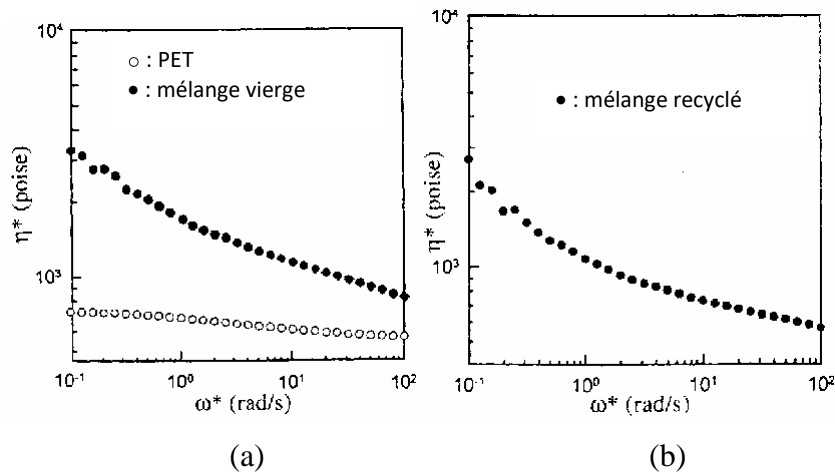 10⁴
○ : PET
● : mélange vierge
η* (poise)
10³
10⁻¹ 10⁰ 10¹ 10²
ω* (rad/s)
(a)
10⁴
● : mélange recyclé
η* (poise)
10³
10⁻¹ 10⁰ 10¹ 10²
ω* (rad/s)
(b)